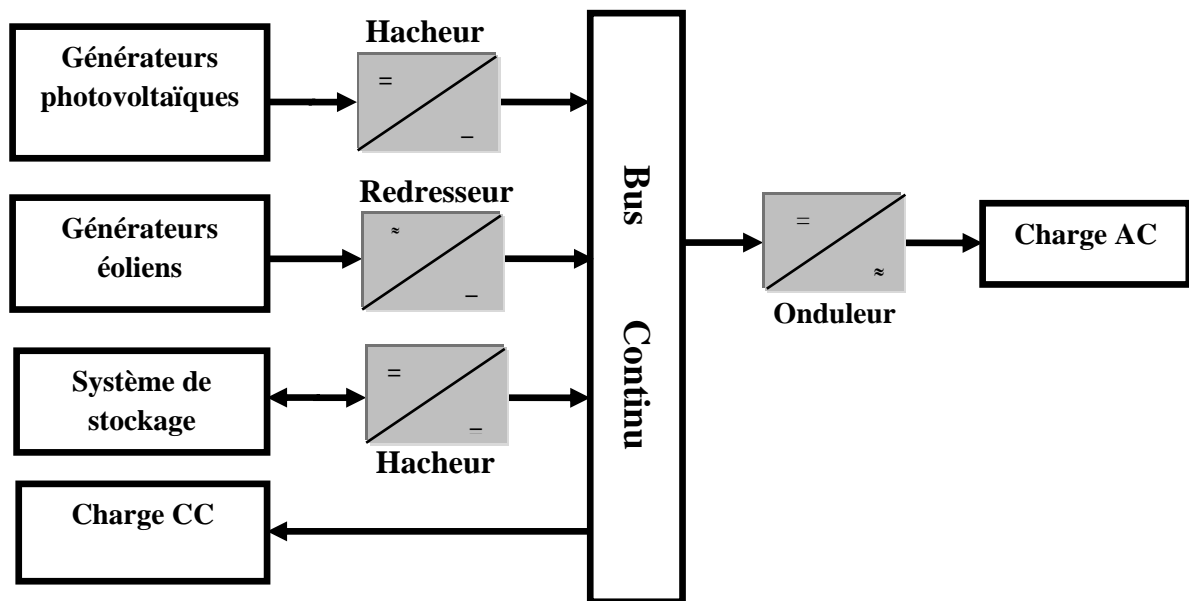 Hacheur
Générateurs
photovoltaïques
=
_
Redresseur
Générateurs
éoliens
≈
_
Système de
stockage
=
_
Hacheur
Charge CC
Bus Continu
=
≈
Onduleur
Charge AC